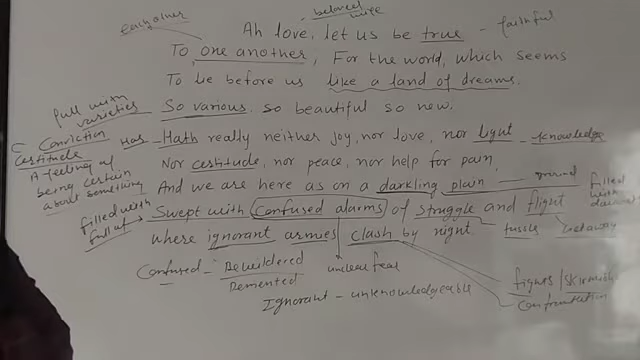 beloved wife
each other
Ah love, let us be true - faithful
To one another, For the world, which seems
To lie before us like a land of dreams.
full with varieties
So various, so beautiful so new.
Conviction
Has - Hath really neither joy, nor love, nor light - knowledge
Certitude
Nor certitude, nor peace, nor help for pain,
A feeling of
being certain
about something
And we are here as on a darkling plain
filled with
filled with
Swept with Confused alarms of struggle and flight
full of
tussle
getaway
where ignorant armies clash by night
Confused - Bewildered
Demented
unclear fear
Ignorant - unknowledgeable
fights / skirmish
confrontation